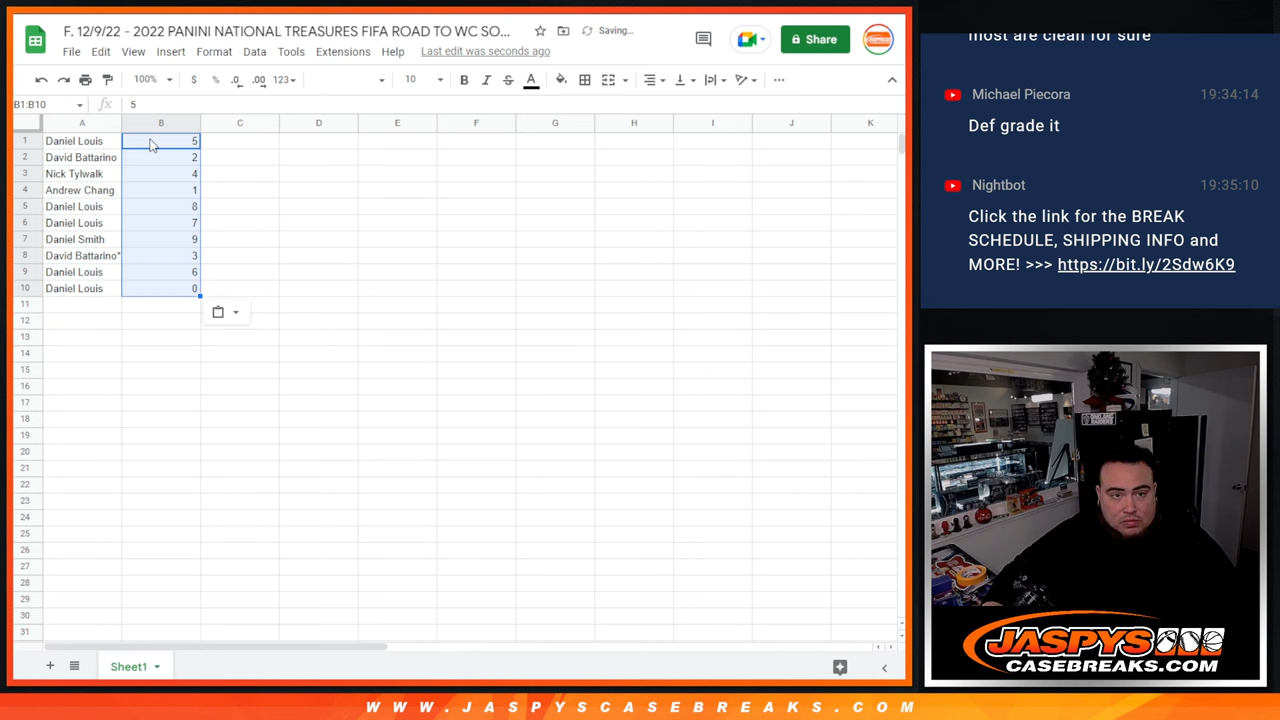 F. 12/9/22 - 2022 PANINI NATIONAL TREASURES FIFA ROAD TO WC SO...
Saving...
Share
File Edit View Insert Format Data Tools Extensions Help Last edit was seconds ago
100% $ % .0 .00 123 10 B I S A
B1:B10 fx 5
A B C D E F G H I J K
1 Daniel Louis 5
2 David Battarino 2
3 Nick Tylwalk 4
4 Andrew Chang 1
5 Daniel Louis 8
6 Daniel Louis 7
7 Daniel Smith 9
8 David Battarino* 3
9 Daniel Louis 6
10 Daniel Louis 0
11
12
13
14
15
16
17
18
19
20
21
22
23
24
25
26
27
28
29
30
31
Sheet1
most are clean for sure
Michael Piecora 19:34:14
Def grade it
Nightbot 19:35:10
Click the link for the BREAK
SCHEDULE, SHIPPING INFO and
MORE! >>> https://bit.ly/2Sdw6K9
OAKLAND
RAIDERS
JASPYS
CASEBREAKS.COM
WWW.JASPYSCASEBREAKS.COM